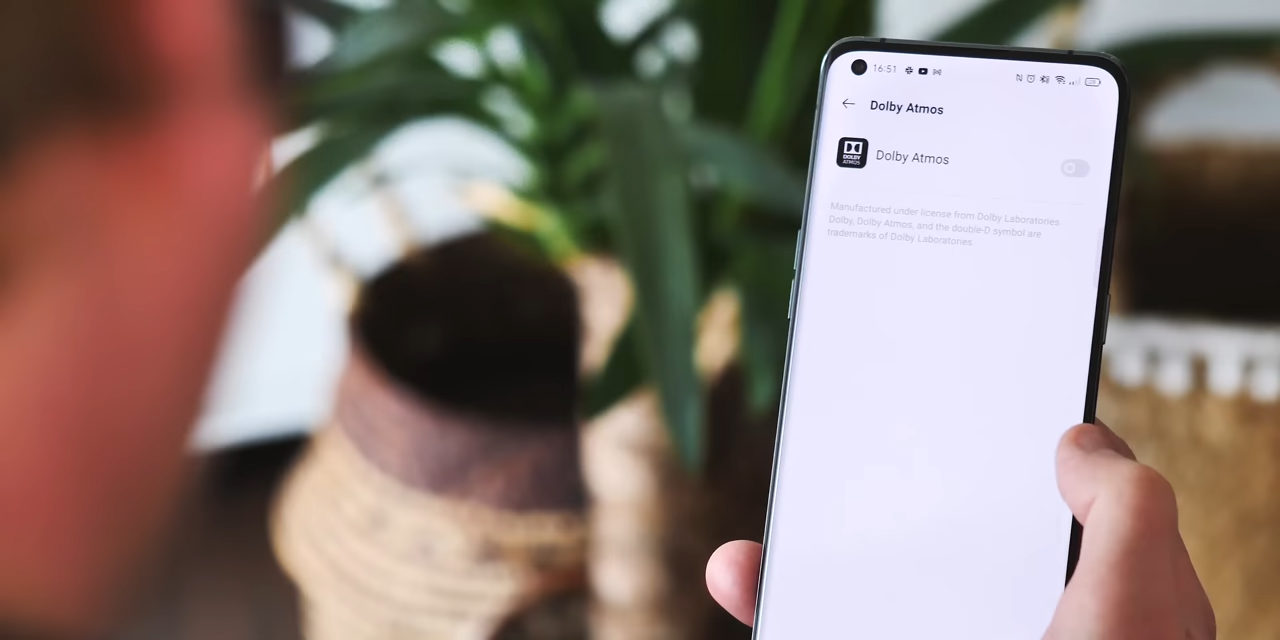 16:51
Dolby Atmos
DOLBY
ATMOS
Dolby Atmos
Manufactured under license from Dolby Laboratories.
Dolby, Dolby Atmos, and the double-D symbol are
trademarks of Dolby Laboratories.